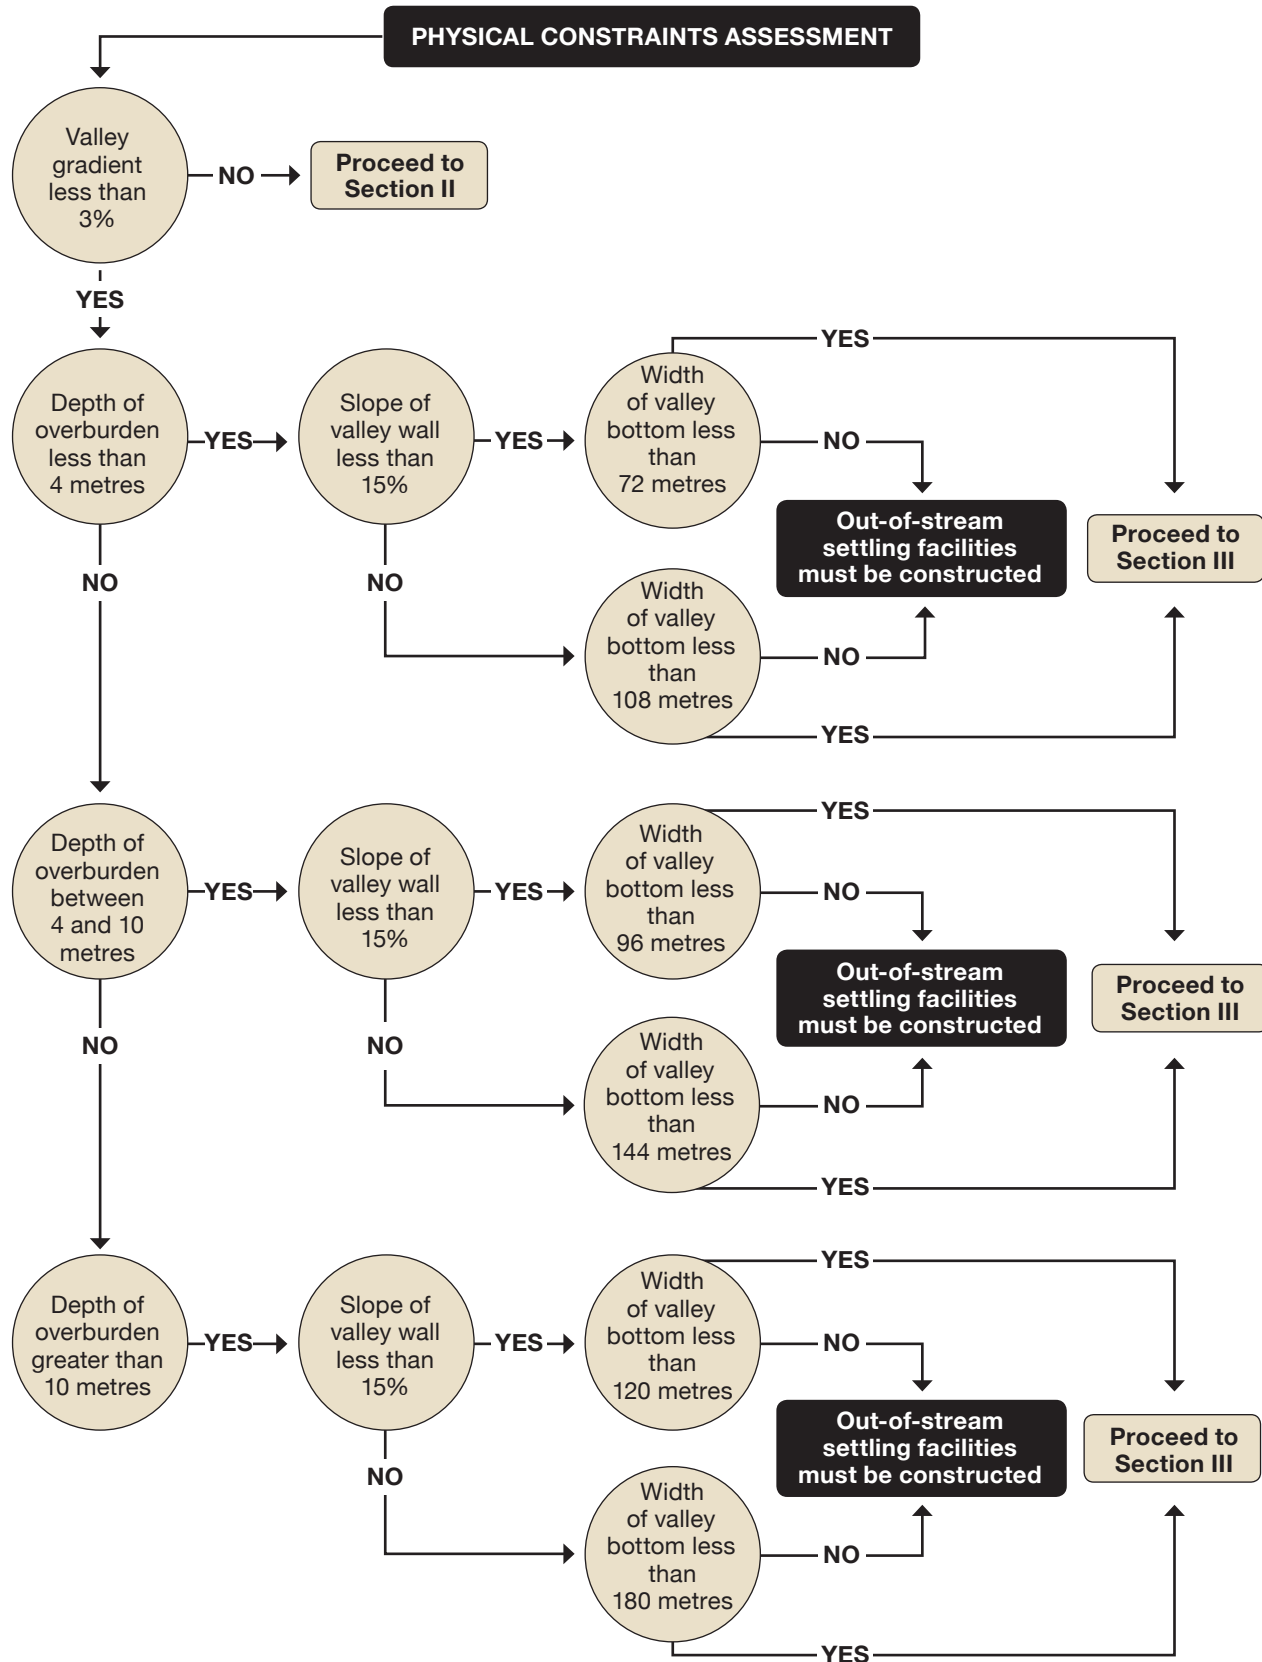 PHYSICAL CONSTRAINTS ASSESSMENT
Valley
gradient
less than
3%
NO
Proceed to
Section II
YES
Depth of
overburden
less than
4 metres
YES
Slope of
valley wall
less than
15%
YES
Width
of valley
bottom less
than
72 metres
YES
NO
Out-of-stream
settling facilities
must be constructed
Proceed to
Section III
NO
NO
Width
of valley
bottom less
than
108 metres
NO
YES
Depth of
overburden
between
4 and 10
metres
YES
Slope of
valley wall
less than
15%
YES
Width
of valley
bottom less
than
96 metres
YES
NO
Out-of-stream
settling facilities
must be constructed
Proceed to
Section III
NO
NO
Width
of valley
bottom less
than
144 metres
NO
YES
Depth of
overburden
greater than
10 metres
YES
Slope of
valley wall
less than
15%
YES
Width
of valley
bottom less
than
120 metres
YES
NO
Out-of-stream
settling facilities
must be constructed
Proceed to
Section III
NO
Width
of valley
bottom less
than
180 metres
NO
YES